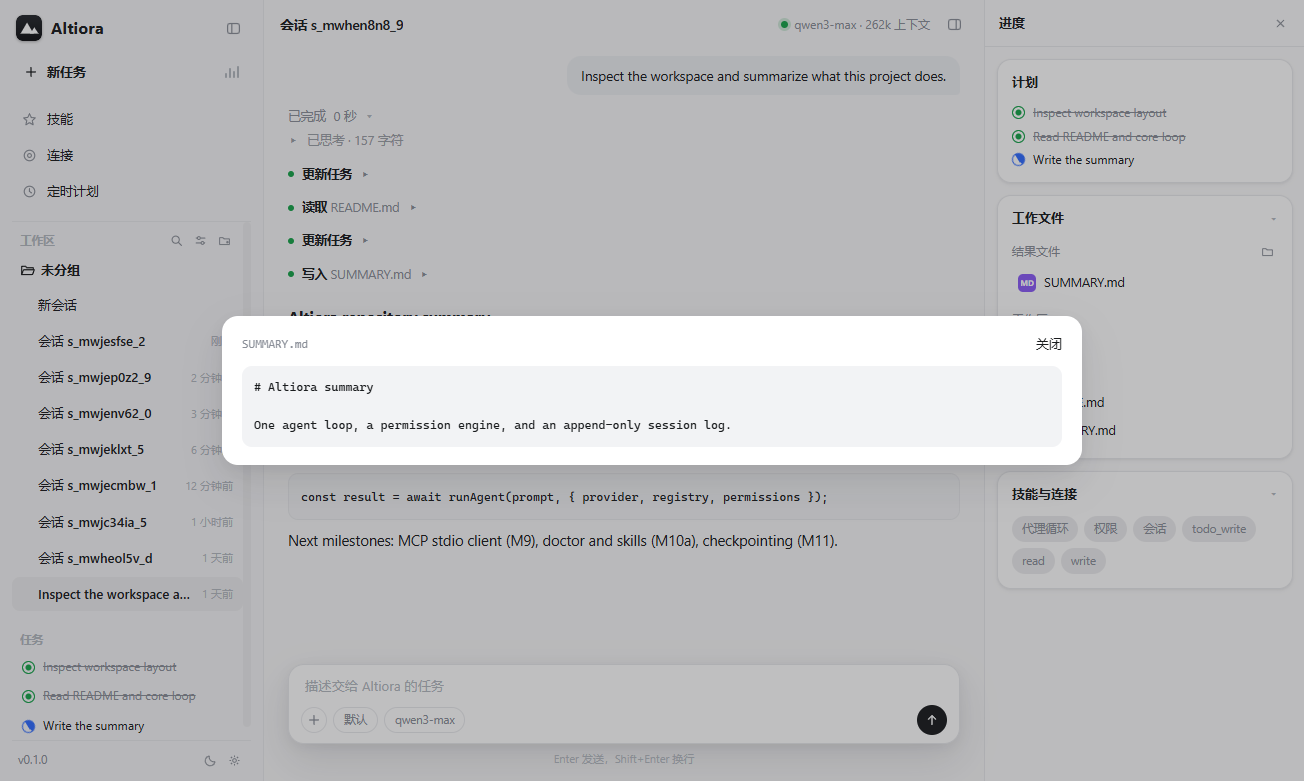 Altiora
新任务
技能
连接
定时计划
工作区
未分组
新会话
会话 s_mwjesfse_2
会话 s_mwjep0z2_9 2 分钟
会话 s_mwjenv62_0 3 分钟
会话 s_mwjeklxt_5 6 分钟
会话 s_mwjecmbw_1 12 分钟前
会话 s_mwjc34ia_5 1 小时前
会话 s_mwheol5v_d 1 天前
Inspect the workspace a... 1 天前
任务
Inspect workspace layout
Read README and core loop
Write the summary
v0.1.0
会话 s_mwhen8n8_9
qwen3-max · 262k 上下文
Inspect the workspace and summarize what this project does.
已完成 0 秒
已思考 · 157 字符
更新任务
读取 README.md
更新任务
写入 SUMMARY.md
Altiora repository summary
SUMMARY.md
关闭
# Altiora summary
One agent loop, a permission engine, and an append-only session log.
const result = await runAgent(prompt, { provider, registry, permissions });
Next milestones: MCP stdio client (M9), doctor and skills (M10a), checkpointing (M11).
描述交给 Altiora 的任务
默认
qwen3-max
Enter 发送，Shift+Enter 换行
进度
计划
Inspect workspace layout
Read README and core loop
Write the summary
工作文件
结果文件
MD SUMMARY.md
.md
RY.md
技能与连接
代理循环 权限 会话 todo_write
read write